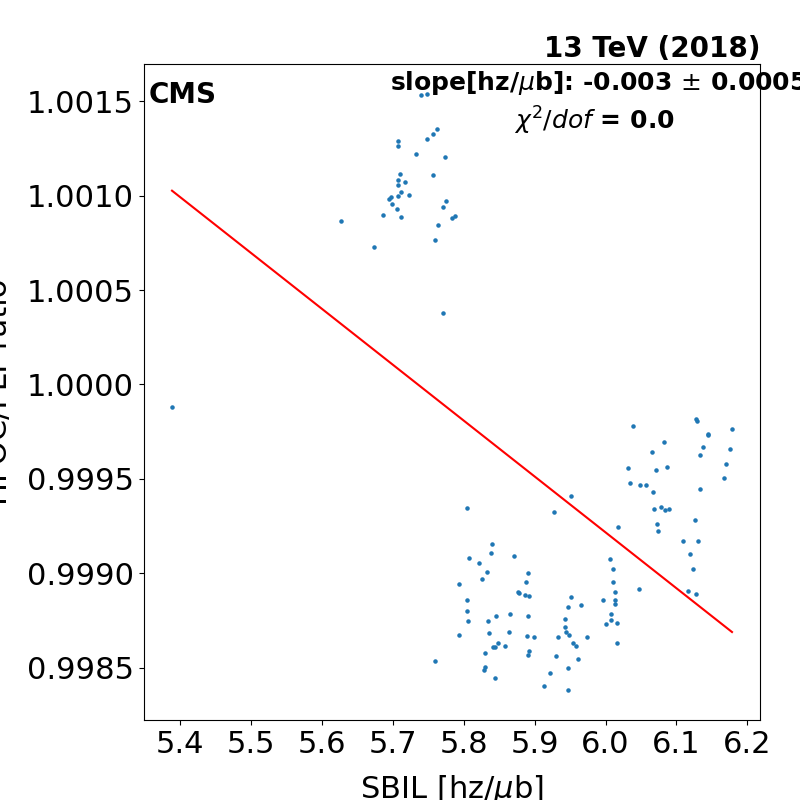 13 TeV (2018)
CMS
slope[hz/μb]: -0.003 ± 0.0005
χ²/dof = 0.0
1.0015
1.0010
1.0005
1.0000
0.9995
0.9990
0.9985
5.4 5.5 5.6 5.7 5.8 5.9 6.0 6.1 6.2
SBIL [hz/μb]